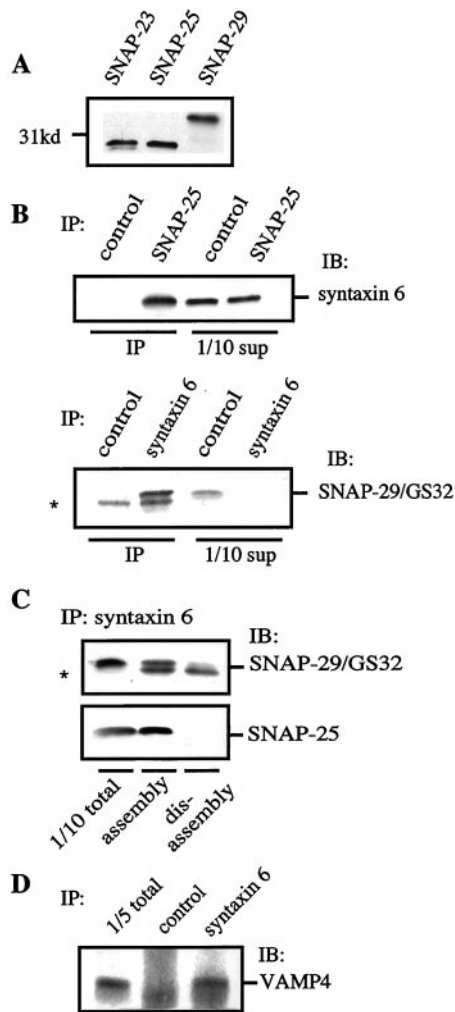 A
SNAP-23
SNAP-25
SNAP-29
31kd
B
IP:
control
SNAP-25
control
SNAP-25
IB:
syntaxin 6
IP
1/10 sup
IP:
control
syntaxin 6
control
syntaxin 6
IB:
SNAP-29/GS32
*
IP
1/10 sup
C
IP: syntaxin 6
IB:
SNAP-29/GS32
*
SNAP-25
1/10 total
assembly
dis-
assembly
D
IP:
1/5 total
control
syntaxin 6
IB:
VAMP4